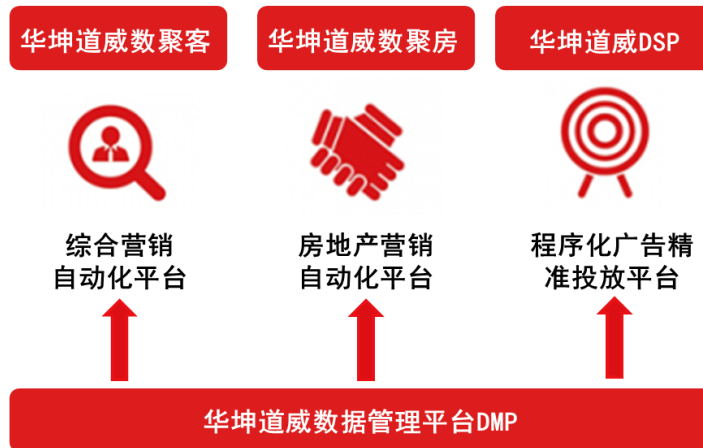 华坤道威数聚客
华坤道威数聚房
华坤道威DSP
综合营销
自动化平台
房地产营销
自动化平台
程序化广告精
准投放平台
华坤道威数据管理平台DMP